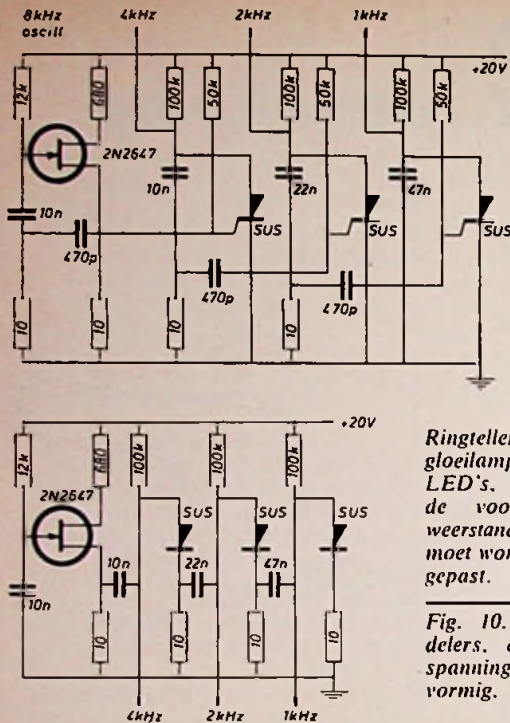 8kHz
oscill
4kHz
2kHz
1kHz
+20V
12k
680
100k
50k
100k
50k
100k
50k
2N2647
10n
22n
47n
10n
SUS
SUS
SUS
470p
470p
470p
10
10
10
10
+20V
12k
680
100k
100k
100k
2N2647
SUS
SUS
SUS
10n
22n
47n
10n
10
10
10
4kHz
2kHz
1kHz
Ringteller
gloeilamp
LED's,
de voo
weerstand
moet wor
gepast.
Fig. 10.
delers,
spanning
vormig.